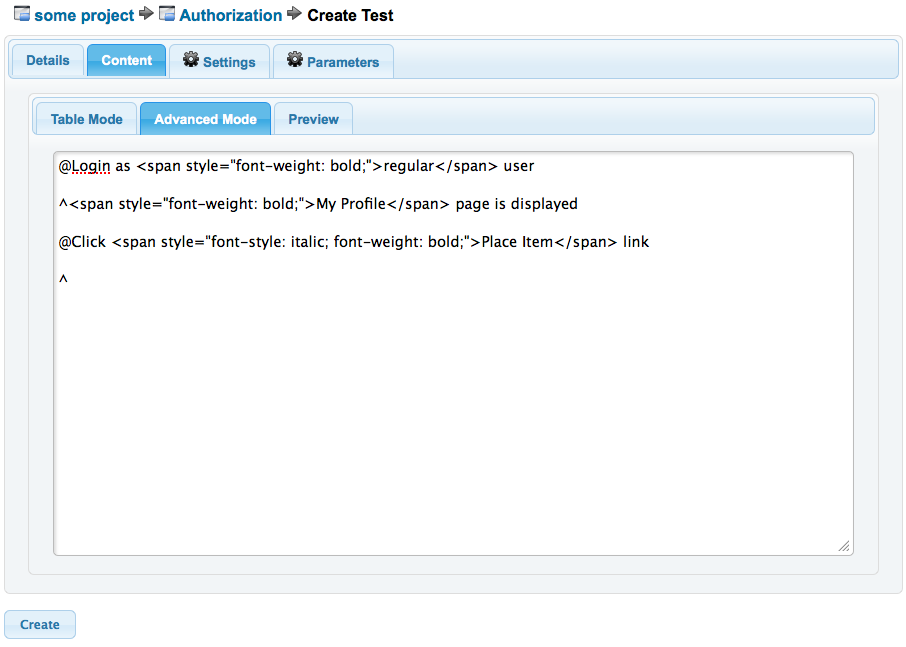 some project Authorization Create Test
Details Content Settings Parameters
Table Mode Advanced Mode Preview
@Login as <span style="font-weight: bold;">regular</span> user
^<span style="font-weight: bold;">My Profile</span> page is displayed
@Click <span style="font-style: italic; font-weight: bold;">Place Item</span> link
^
Create